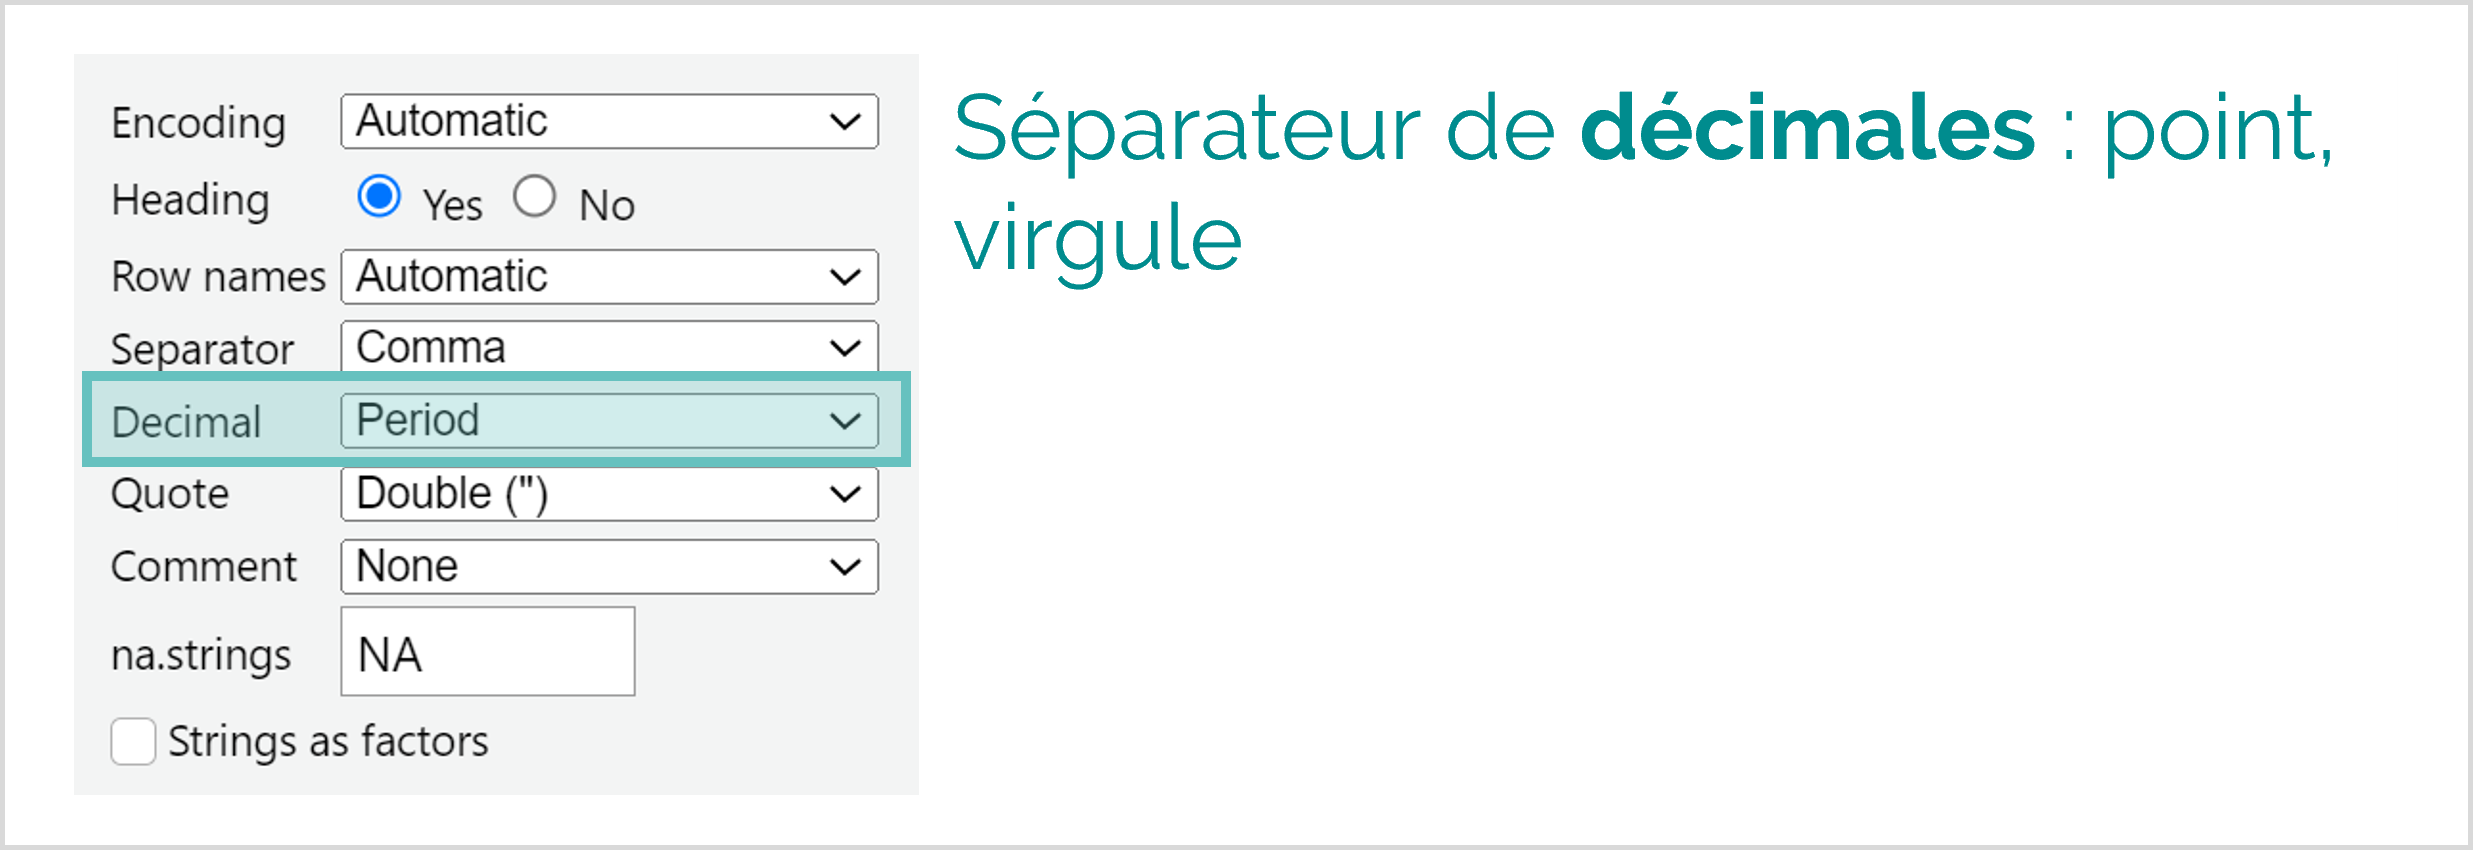 Encoding Automatic
Heading Yes No
Row names Automatic
Separator Comma
Decimal Period
Quote Double (")
Comment None
na.strings NA
Strings as factors
Séparateur de décimales : point,
virgule